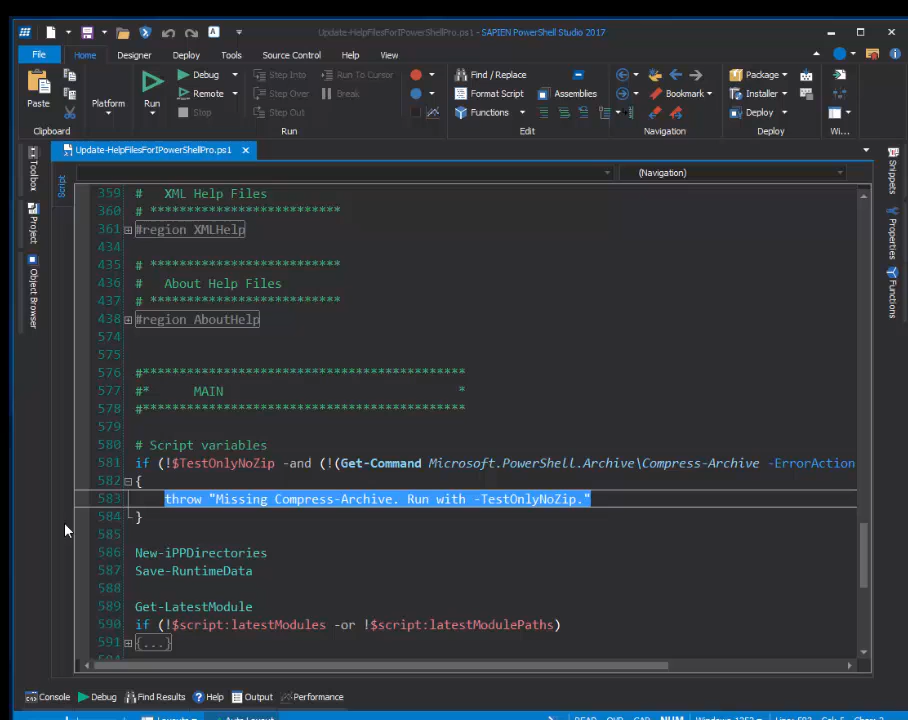 Update-HelpFilesForIPowerShellPro.ps1 - SAPIEN PowerShell Studio 2017
File Home Designer Deploy Tools Source Control Help View
Paste
Clipboard
Platform
Run
Debug
Remote
Stop
Step Into
Step Over
Step Out
Run To Cursor
Break
Run
Find / Replace
Format Script
Functions
Assemblies
Edit
Bookmark
Navigation
Package
Installer
Deploy
Deploy
Wi...
Update-HelpFilesForIPowerShellPro.ps1
Toolbox
Project
Object Browser
Script
(Navigation)
Snippets
Properties
Functions
359 # XML Help Files
360 # **************************
361 #region XMLHelp
434
435 # **************************
436 # About Help Files
437 # **************************
438 #region AboutHelp
574
575
576 #*******************************************
577 #* MAIN *
578 #*******************************************
579
580 # Script variables
581 if (!$TestOnlyNoZip -and (!(Get-Command Microsoft.PowerShell.Archive\Compress-Archive -ErrorAction
582 {
583 throw "Missing Compress-Archive. Run with -TestOnlyNoZip."
584 }
585
586 New-iPPDirectories
587 Save-RuntimeData
588
589 Get-LatestModule
590 if (!$script:latestModules -or !$script:latestModulePaths)
591 {...}
Console Debug Find Results Help Output Performance